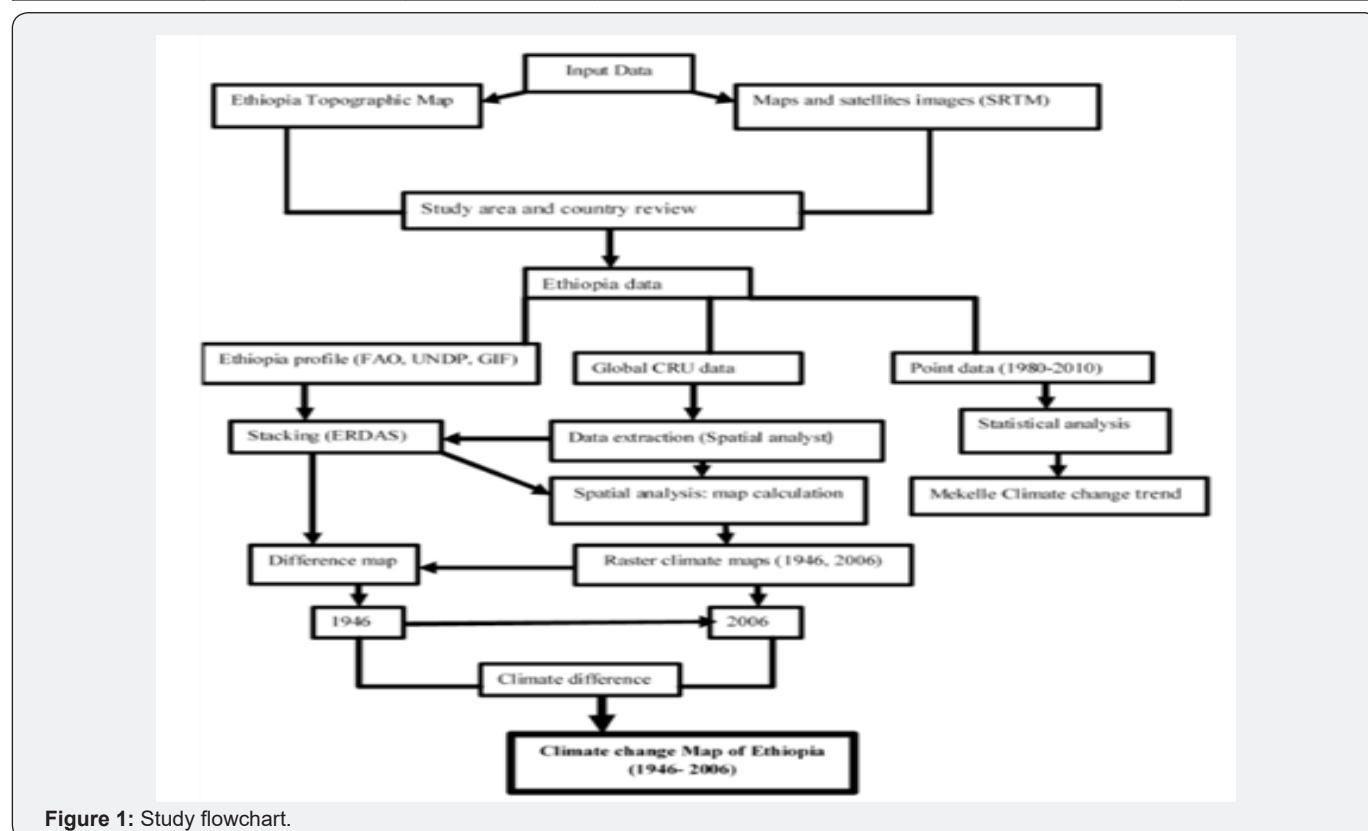 Input Data
Ethiopia Topographic Map
Maps and satellites images (SRTM)
Study area and country review
Ethiopia data
Ethiopia profile (FAO, UNDP, GIF)
Global CRU data
Point data (1980-2010)
Stacking (ERDAS)
Data extraction (Spatial analyst)
Statistical analysis
Spatial analysis: map calculation
Mekelle Climate change trend
Difference map
Raster climate maps (1946, 2006)
1946
2006
Climate difference
Climate change Map of Ethiopia
(1946- 2006)
Figure 1: Study flowchart.